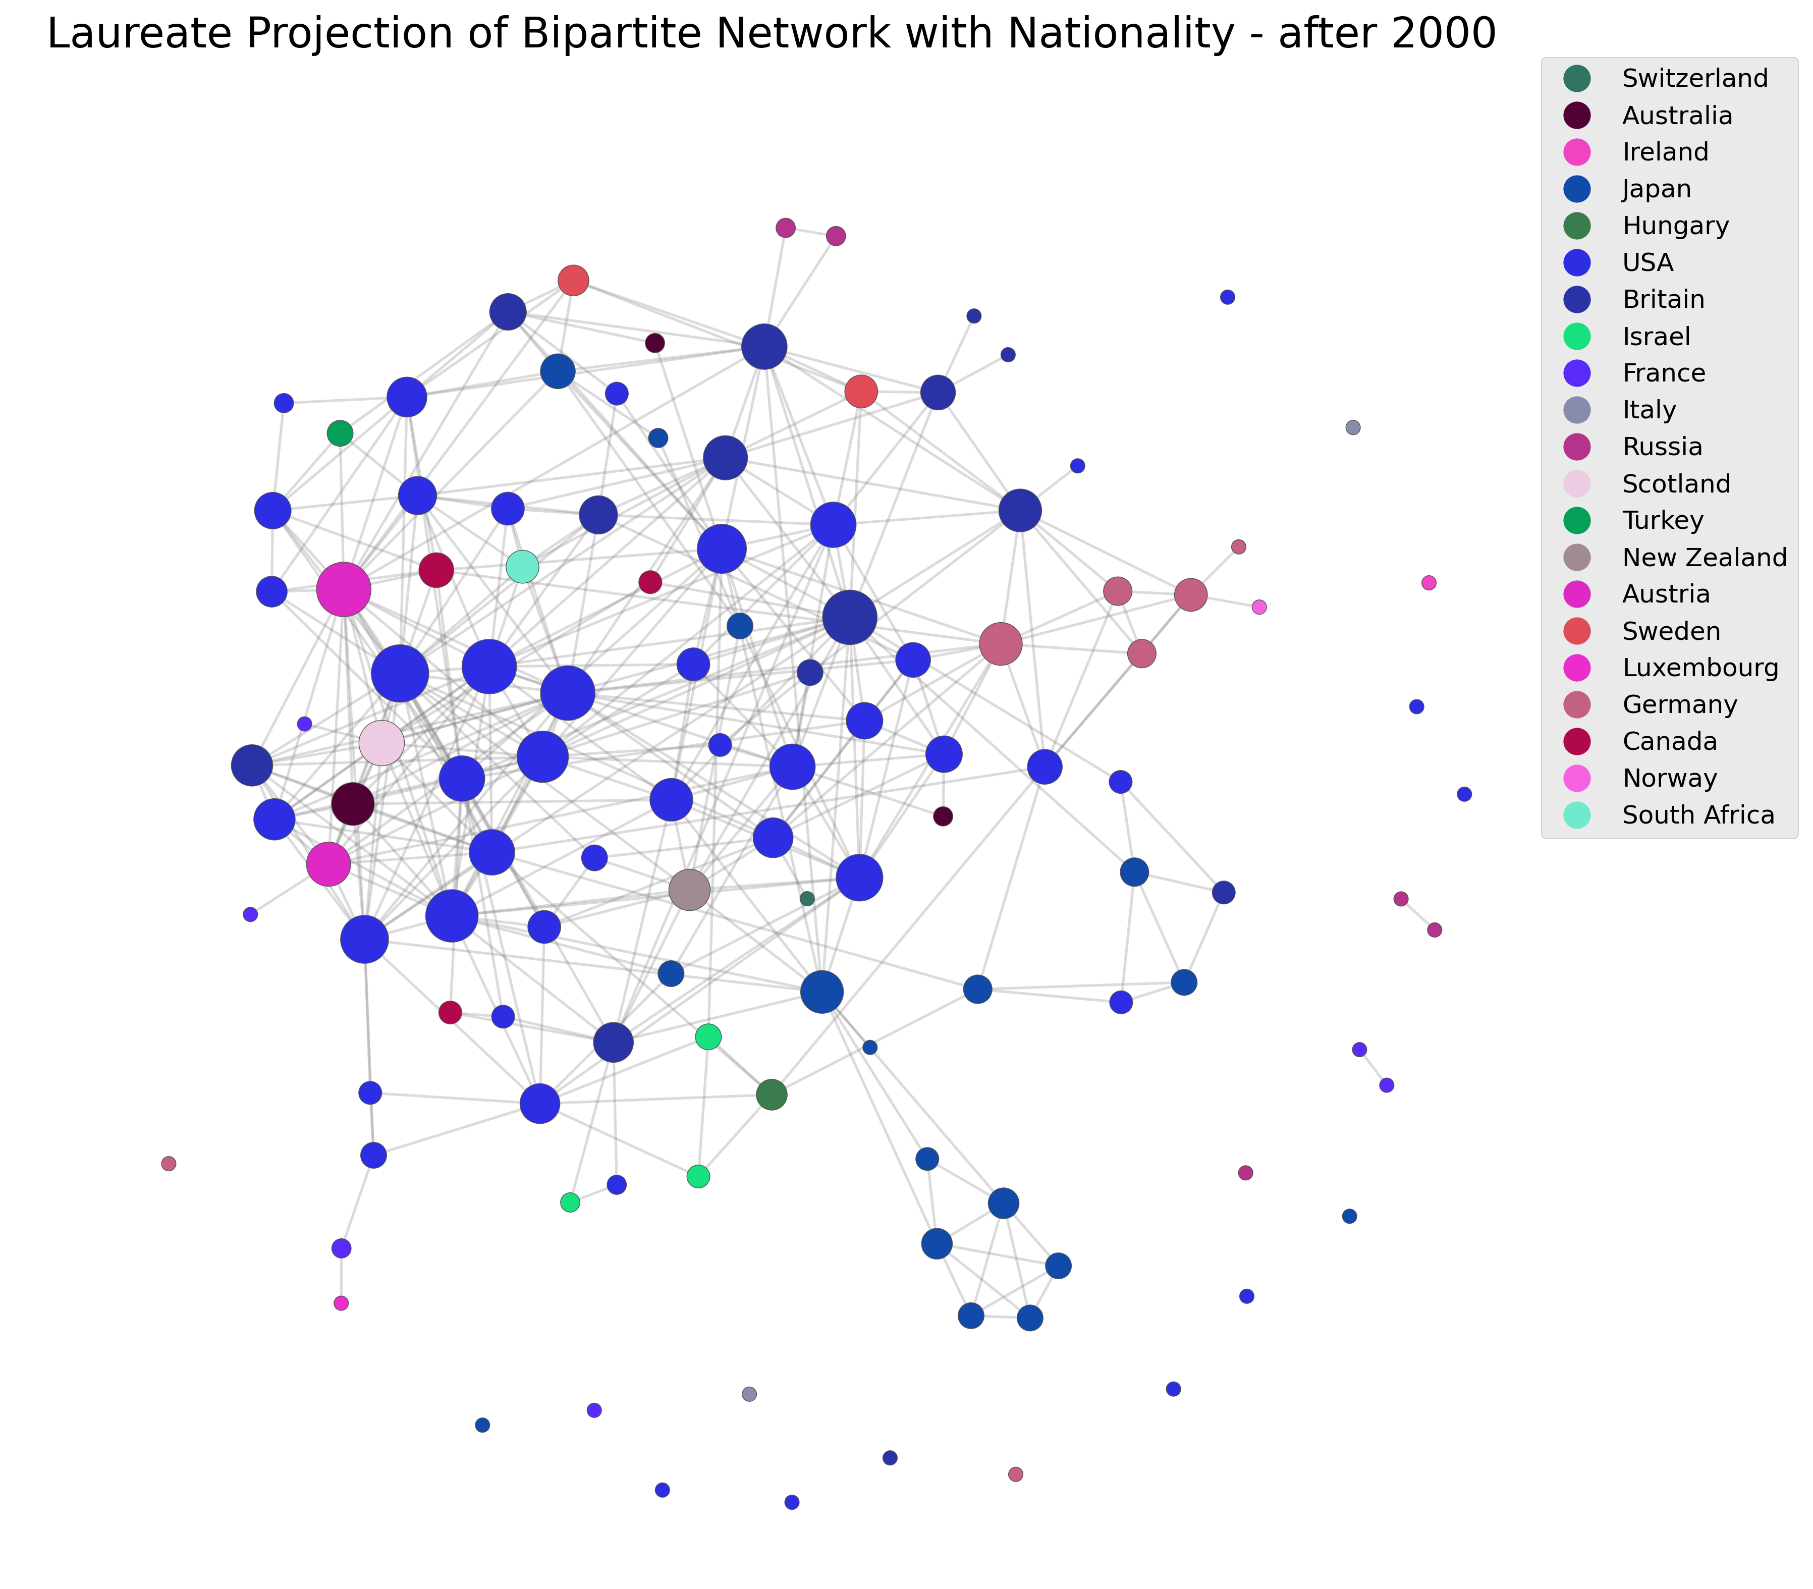 Laureate Projection of Bipartite Network with Nationality - after 2000
Switzerland
Australia
Ireland
Japan
Hungary
USA
Britain
Israel
France
Italy
Russia
Scotland
Turkey
New Zealand
Austria
Sweden
Luxembourg
Germany
Canada
Norway
South Africa